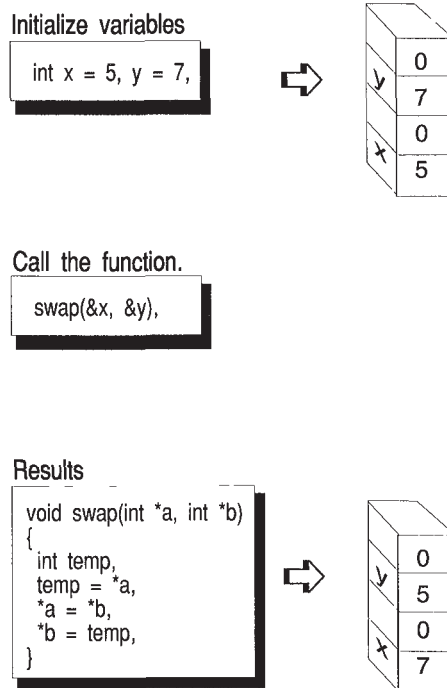 Initialize variables
int x = 5, y = 7,
0
y
7
0
x
5
Call the function.
swap(&x, &y),
Results
void swap(int *a, int *b)
{
int temp,
temp = *a,
*a = *b,
*b = temp,
}
0
y
5
0
x
7